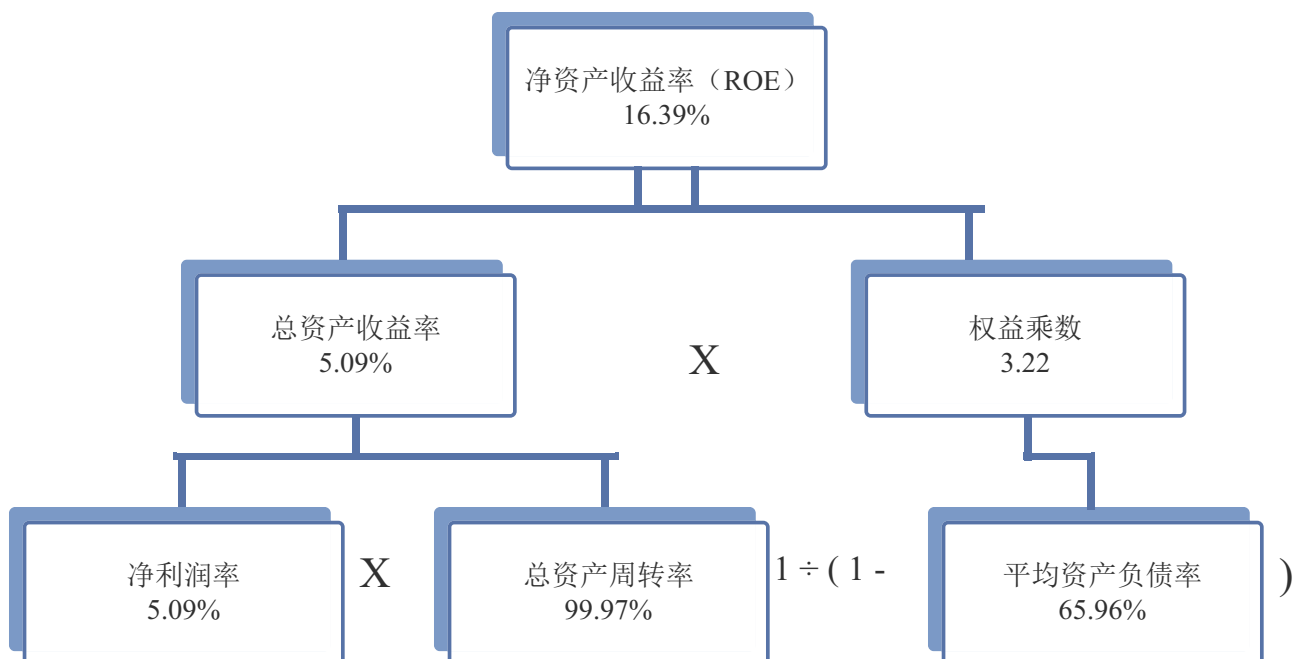 净资产收益率（ROE）
16.39%
总资产收益率
5.09%
X
权益乘数
3.22
净利润率
5.09%
X
总资产周转率
99.97%
1 ÷ ( 1 -
平均资产负债率
65.96%
)